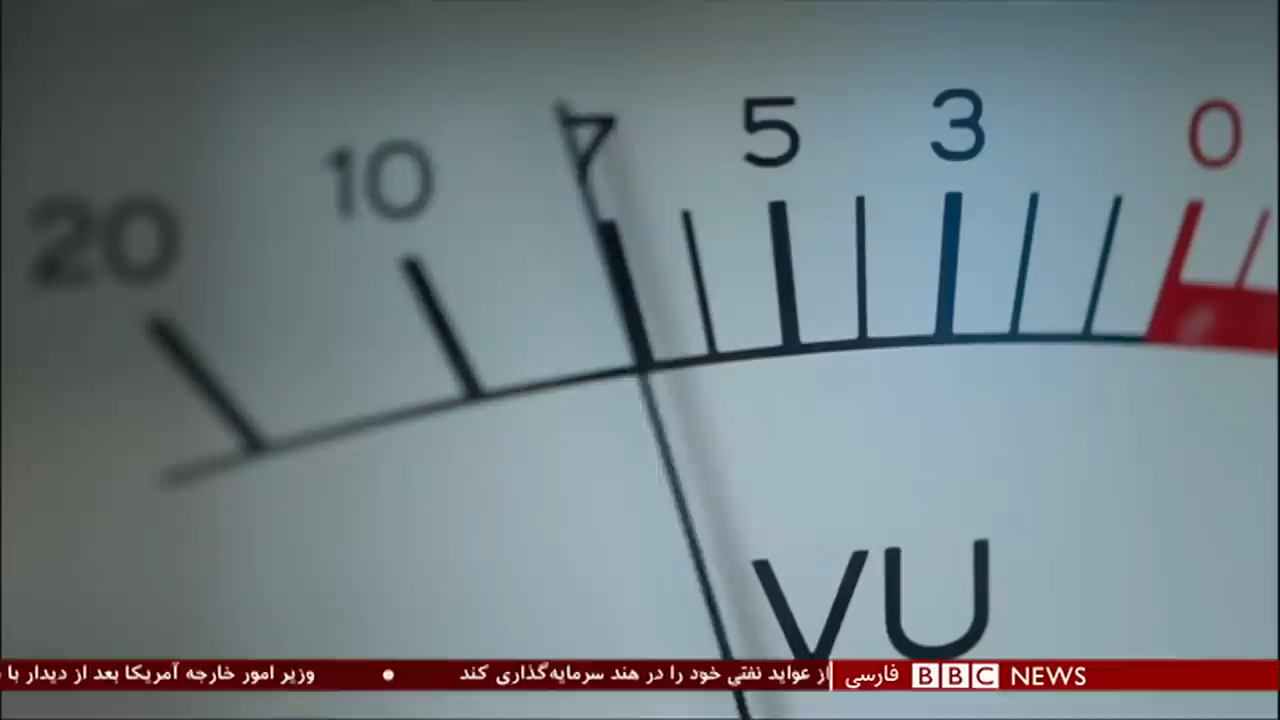 20 10 7 5 3 0
VU
BBC NEWS فارسی
از عواید نفتی خود را در هند سرمایه‌گذاری کند • وزیر امور خارجه آمریکا بعد از دیدار با